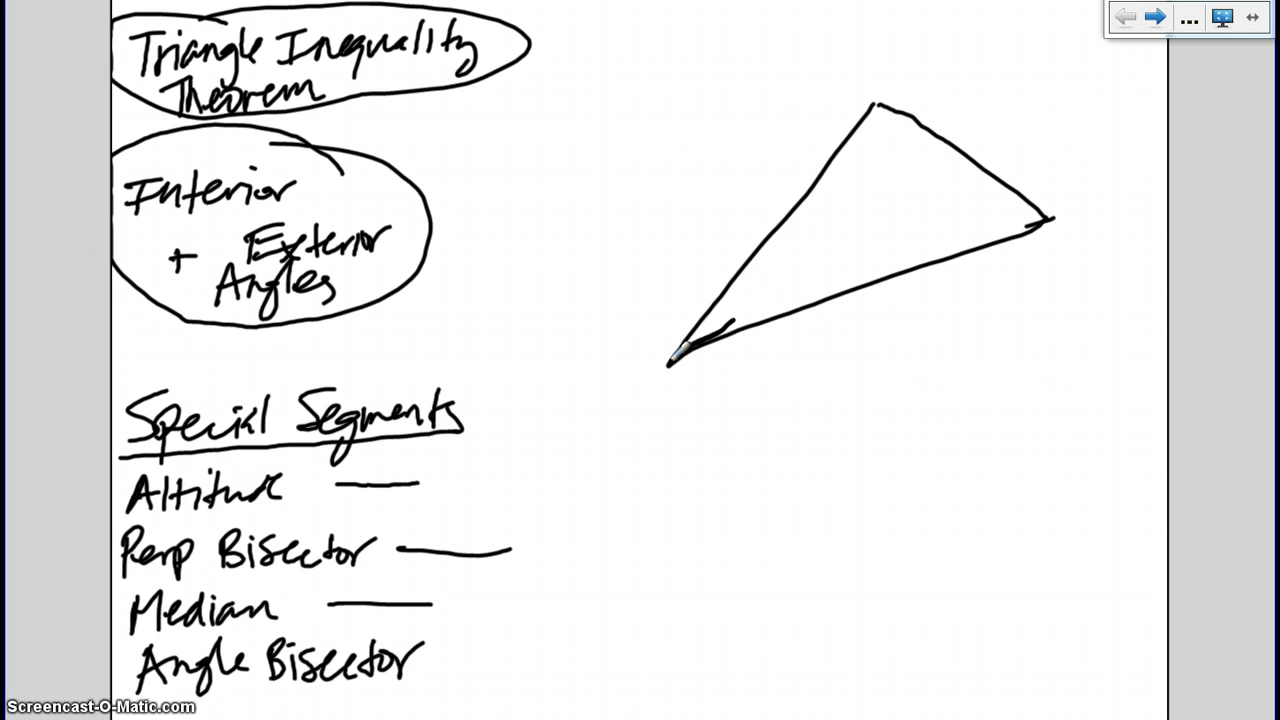 Triangle Inequality
Theorem
Interior
+ Exterior
Angles
Special Segments
Altitude
Perp Bisector
Median
Angle Bisector
Screencast-O-Matic.com